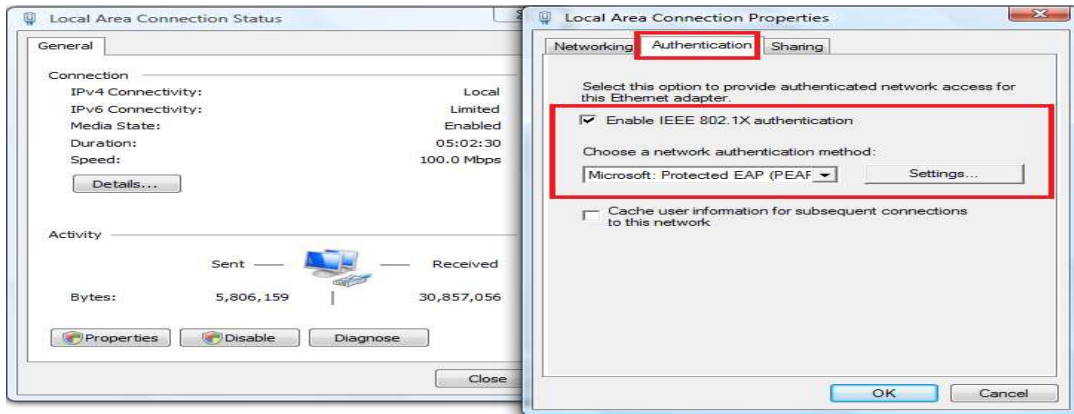 Local Area Connection Status
General
Connection
IPv4 Connectivity: Local
IPv6 Connectivity: Limited
Media State: Enabled
Duration: 05:02:30
Speed: 100.0 Mbps
Details...
Activity
Sent Received
Bytes: 5,806,159 30,857,056
Properties Disable Diagnose
Close
Local Area Connection Properties
Networking Authentication Sharing
Select this option to provide authenticated network access for
this Ethernet adapter.
Enable IEEE 802.1X authentication
Choose a network authentication method:
Microsoft: Protected EAP (PEAP Settings...
Cache user information for subsequent connections
to this network
OK Cancel